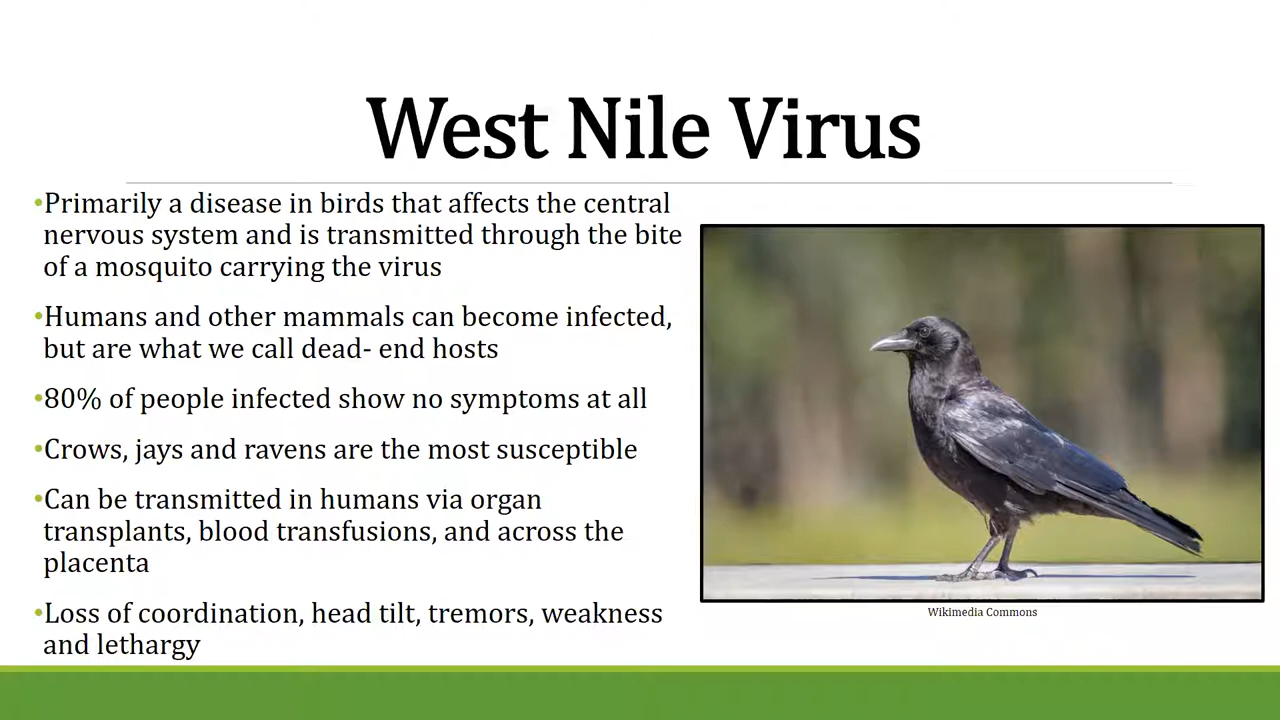 West Nile Virus
•Primarily a disease in birds that affects the central
nervous system and is transmitted through the bite
of a mosquito carrying the virus
•Humans and other mammals can become infected,
but are what we call dead- end hosts
•80% of people infected show no symptoms at all
•Crows, jays and ravens are the most susceptible
•Can be transmitted in humans via organ
transplants, blood transfusions, and across the
placenta
•Loss of coordination, head tilt, tremors, weakness
and lethargy
Wikimedia Commons